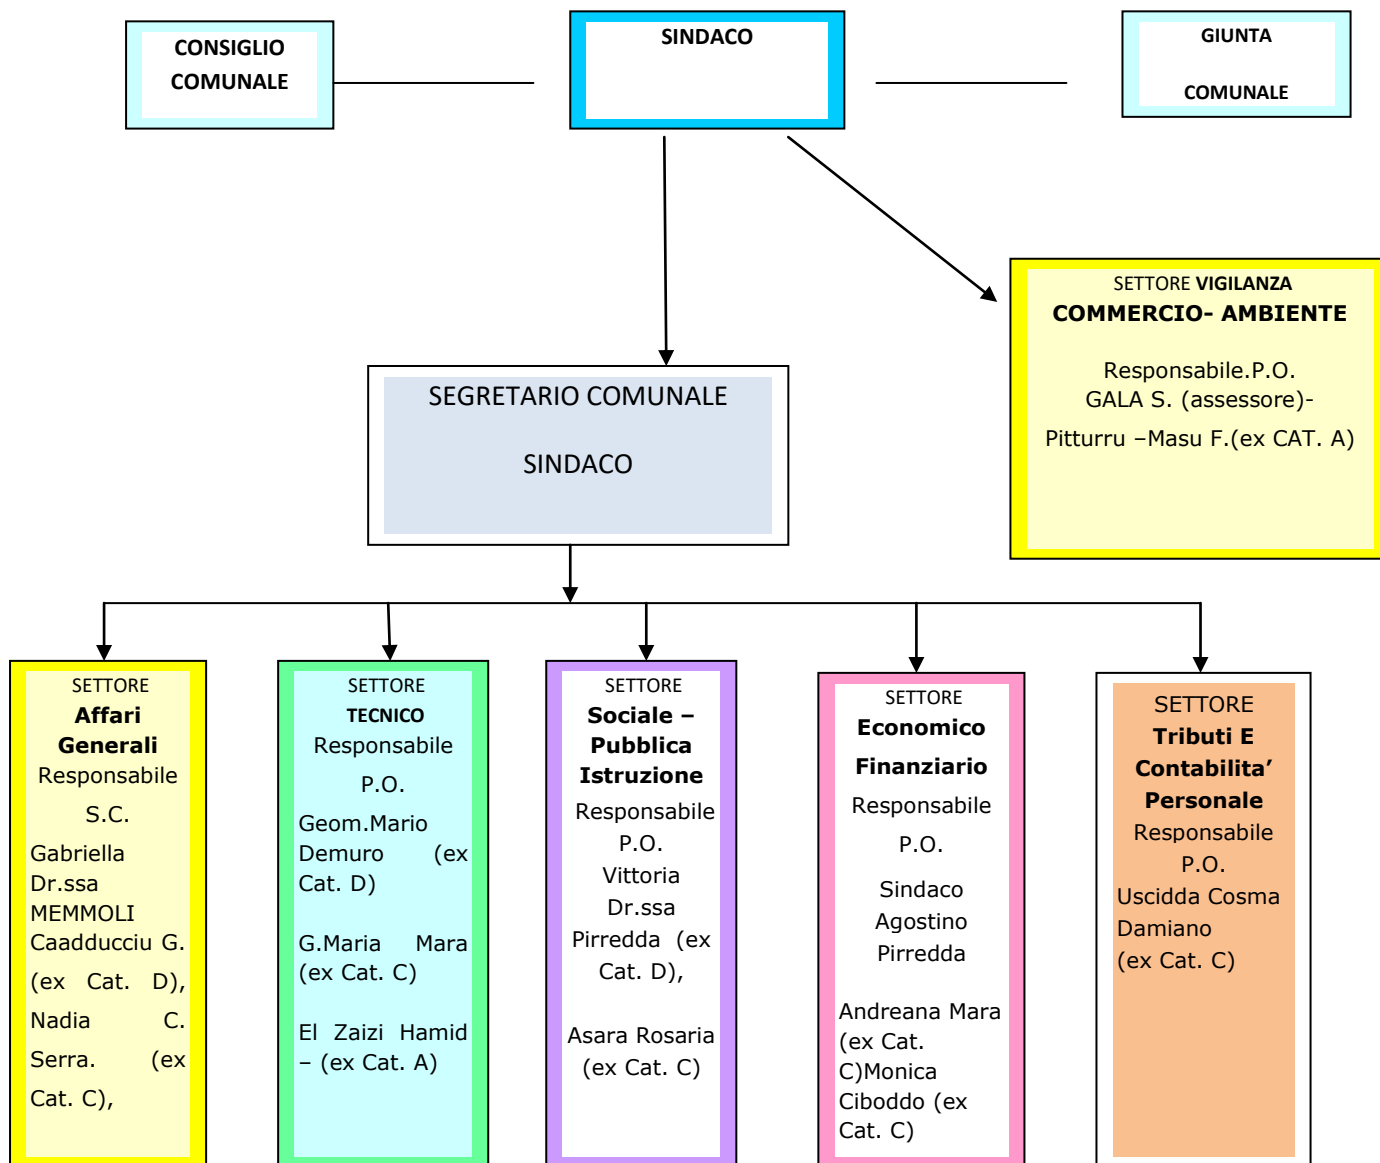 CONSIGLIO
COMUNALE
SINDACO
GIUNTA
COMUNALE
SETTORE VIGILANZA
COMMERCIO- AMBIENTE
Responsabile.P.O.
GALA S. (assessore)-
Pitturru –Masu F.(ex CAT. A)
SEGRETARIO COMUNALE
SINDACO
SETTORE
Affari
Generali
Responsabile
S.C.
Gabriella
Dr.ssa
MEMMOLI
Caadducciu G.
(ex Cat. D),
Nadia C.
Serra. (ex
Cat. C),
SETTORE
TECNICO
Responsabile
P.O.
Geom.Mario
Demuro (ex
Cat. D)
G.Maria Mara
(ex Cat. C)
El Zaizi Hamid
– (ex Cat. A)
SETTORE
Sociale –
Pubblica
Istruzione
Responsabile
P.O.
Vittoria
Dr.ssa
Pirredda (ex
Cat. D),
Asara Rosaria
(ex Cat. C)
SETTORE
Economico
Finanziario
Responsabile
P.O.
Sindaco
Agostino
Pirredda
Andreana Mara
(ex Cat.
C)Monica
Ciboddo (ex
Cat. C)
SETTORE
Tributi E
Contabilita’
Personale
Responsabile
P.O.
Uscidda Cosma
Damiano
(ex Cat. C)